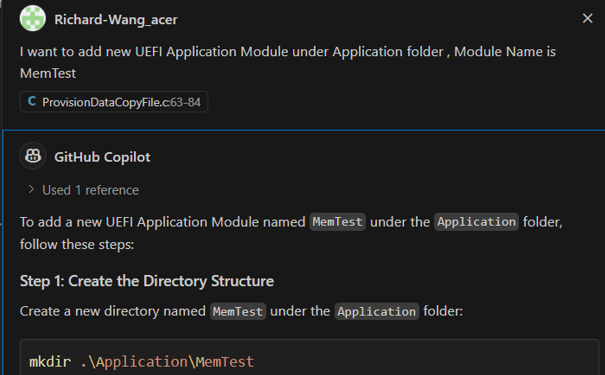 Richard-Wang_acer
I want to add new UEFI Application Module under Application folder , Module Name is
MemTest
C ProvisionDataCopyFile.c:63-84
GitHub Copilot
> Used 1 reference
To add a new UEFI Application Module named MemTest under the Application folder,
follow these steps:
Step 1: Create the Directory Structure
Create a new directory named MemTest under the Application folder:
mkdir .\Application\MemTest